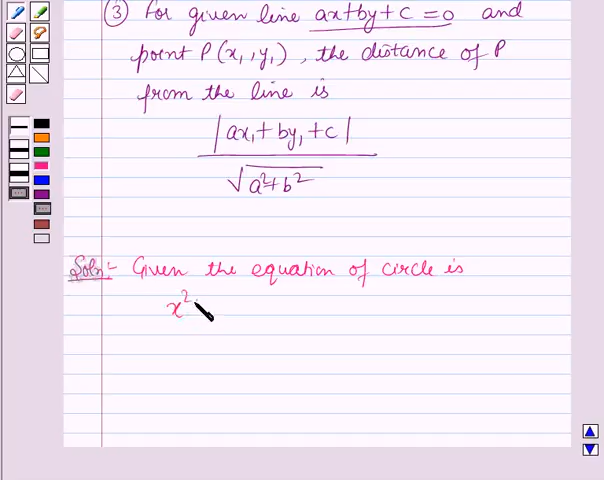 ③ For given line ax+by+c=0 and
point P(x₁,y₁), the distance of P
from the line is
|ax₁+by₁+c|
√a²+b²
Soln:- Given the equation of circle is
x²